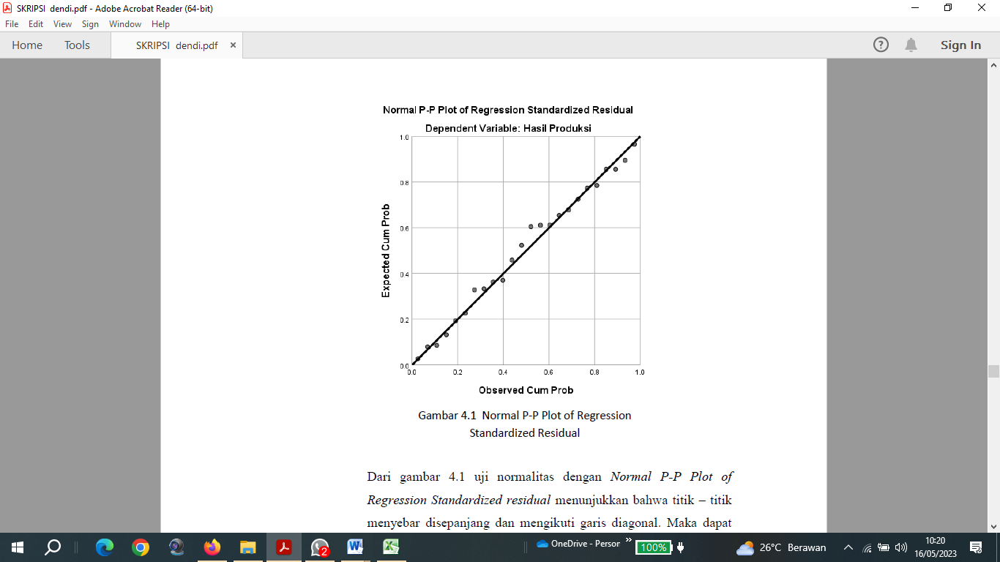 SKRIPSI dendi.pdf - Adobe Acrobat Reader (64-bit)
File Edit View Sign Window Help
Home Tools SKRIPSI dendi.pdf × ? Sign In
Normal P-P Plot of Regression Standardized Residual
Dependent Variable: Hasil Produksi
1.0
0.8
0.6
0.4
0.2
0.0
Expected Cum Prob
0.0 0.2 0.4 0.6 0.8 1.0
Observed Cum Prob
Gambar 4.1 Normal P-P Plot of Regression
Standardized Residual
Dari gambar 4.1 uji normalitas dengan Normal P-P Plot of
Regression Standardized residual menunjukkan bahwa titik – titik
menyebar disepanjang dan mengikuti garis diagonal. Maka dapat
2 OneDrive - Person » 100% 26°C Berawan 10:20
16/05/2023